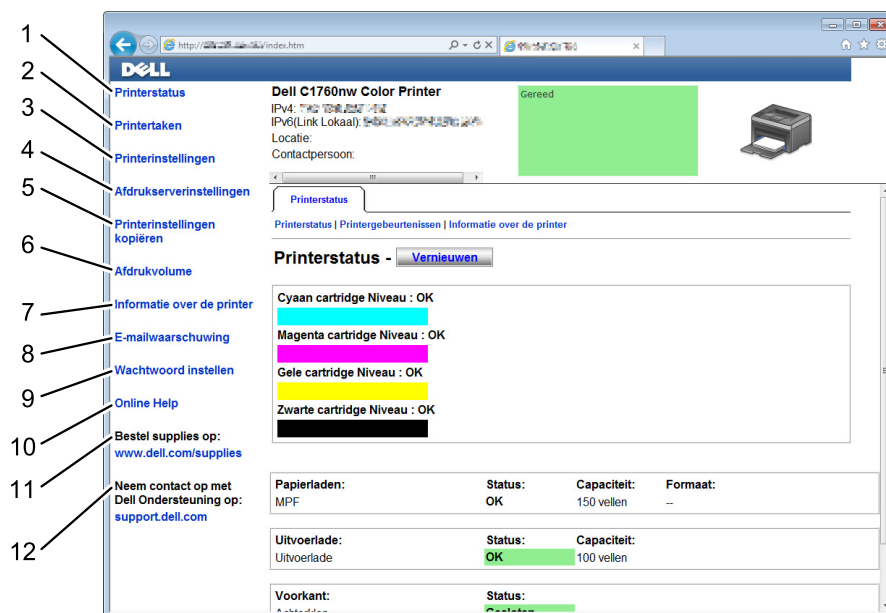 1
2
3
4
5
6
7
8
9
10
11
12
http://
/index.htm
DELL
Printerstatus
Printertaken
Printerinstellingen
Afdrukserverinstellingen
Printerinstellingen
kopiëren
Afdrukvolume
Informatie over de printer
E-mailwaarschuwing
Wachtwoord instellen
Online Help
Bestel supplies op:
www.dell.com/supplies
Neem contact op met
Dell Ondersteuning op:
support.dell.com
Dell C1760nw Color Printer
IPv4:
IPv6(Link Lokaal):
Locatie:
Contactpersoon:
Gereed
Printerstatus
Printerstatus | Printergebeurtenissen | Informatie over de printer
Printerstatus - Vernieuwen
Cyaan cartridge Niveau : OK
Magenta cartridge Niveau : OK
Gele cartridge Niveau : OK
Zwarte cartridge Niveau : OK
Papierladen: Status: Capaciteit: Formaat:
MPF OK 150 vellen --
Uitvoerlade: Status: Capaciteit:
Uitvoerlade OK 100 vellen
Voorkant: Status: